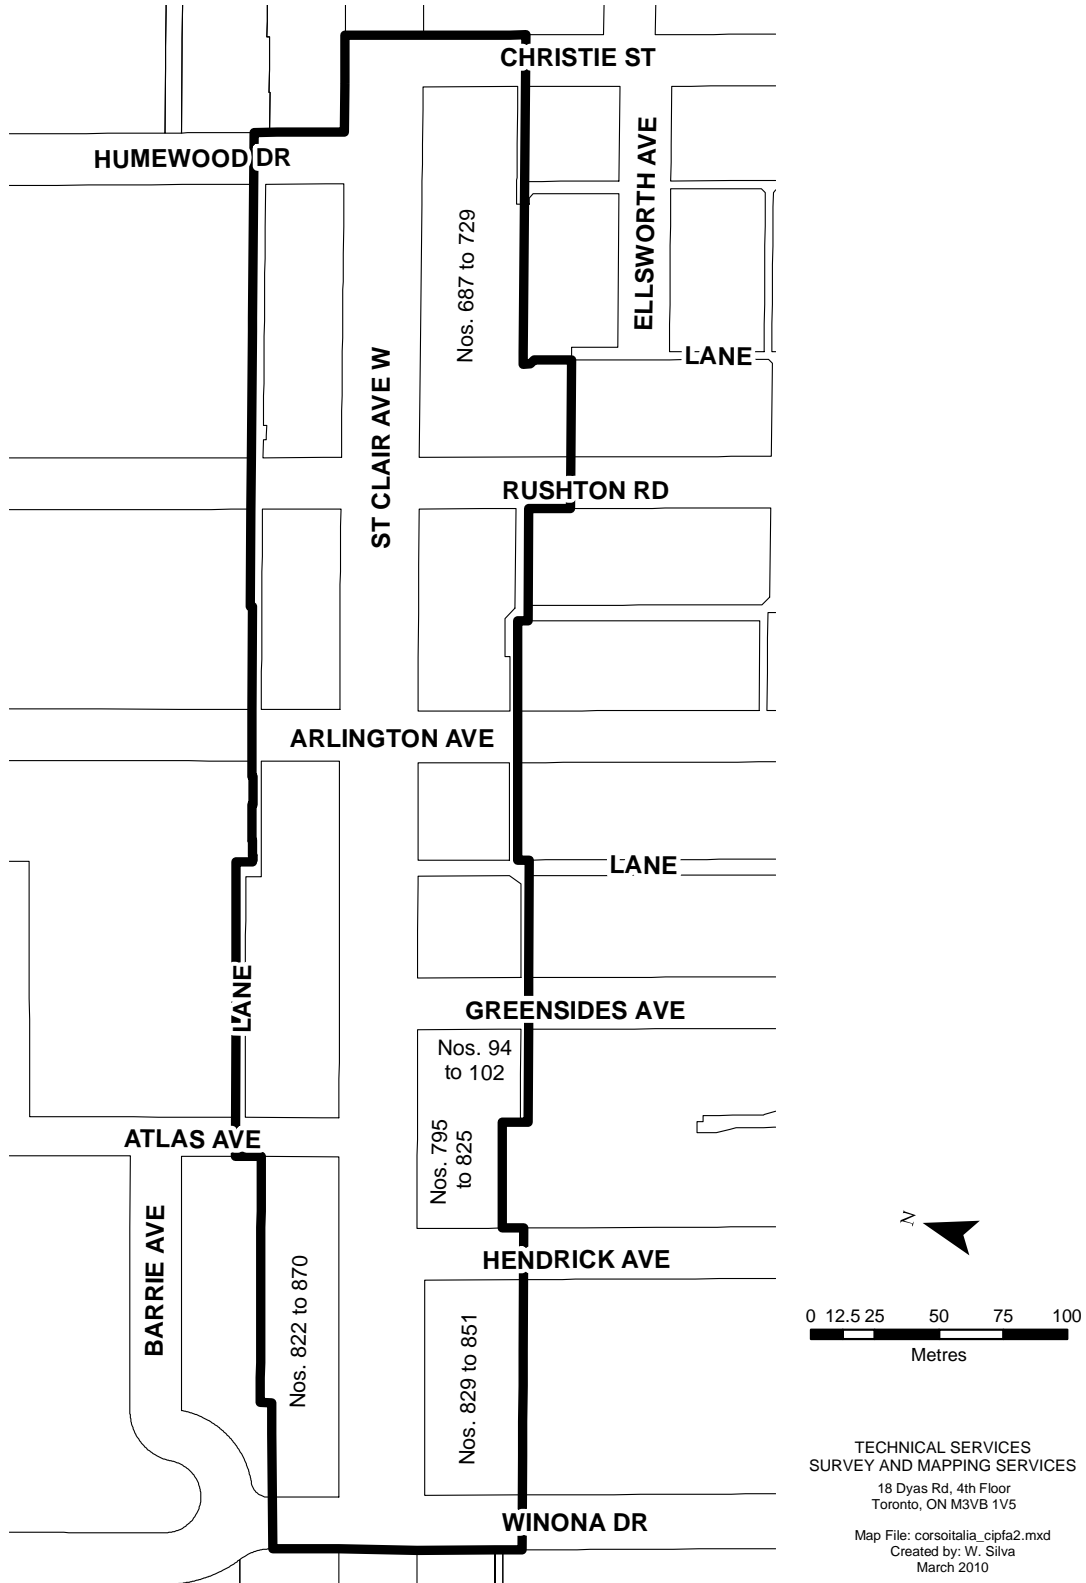 CHRISTIE ST
HUMEWOOD DR
ELLSWORTH AVE
Nos. 687 to 729
LANE
ST CLAIR AVE W
RUSHTON RD
ARLINGTON AVE
LANE
LANE
GREENSIDES AVE
Nos. 94
to 102
Nos. 795
to 825
ATLAS AVE
BARRIE AVE
HENDRICK AVE
Nos. 822 to 870
Nos. 829 to 851
WINONA DR
N
0 12.5 25 50 75 100
Metres
TECHNICAL SERVICES
SURVEY AND MAPPING SERVICES
18 Dyas Rd, 4th Floor
Toronto, ON M3VB 1V5
Map File: corsoitalia_cipfa2.mxd
Created by: W. Silva
March 2010